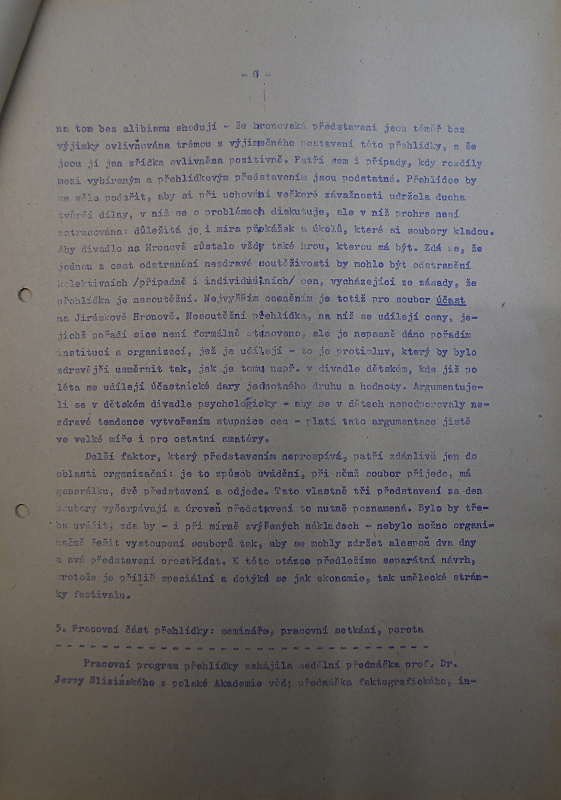 - 8 -
na tom bez alibismu shodují - že hronovská představení jsou téměř bez
výjimky ovlivňována trémou z výjimečného postavení této přehlídky, a že
jsou jí jen zřídka ovlivněna pozitivně. Patří sem i případy, kdy rozdíly
mezi vybíraným a přehlídkovým představením jsou podstatné. Přehlídce by
se mělo podařit, aby si při uchování veškeré závažnosti udržela ducha
tvůrčí dílny, v níž se o problémech diskutuje, ale v níž prohra není
zatracována: důležitá je i míra překážek a úkolů, které si soubory kladou.
Aby divadlo na Hronově zůstalo vždy také hrou, kterou má být. Zdá se, že
jednou z cest odstranění nezdravé soutěživosti by mohlo být odstranění
kolektivních /případně i individuálních/ cen, vycházející ze zásady, že
přehlídka je nesoutěžní. Nejvyšším oceněním je totiž pro soubor účast
na Jiráskově Hronově. Nesoutěžní přehlídka, na níž se udílejí ceny, je-
jichž pořadí sice není formálně stanoveno, ale je nepsaně dáno pořadím
institucí a organizací, jež je udílejí - to je protimluv, který by bylo
zdravější usměrnit tak, jak je tomu např. v divadle dětském, kde již po
léta se udílejí účastnické dary jednotného druhu a hodnoty. Argumentuje-
li se v dětském divadle psychologicky - aby se v dětech nepodporovaly ne-
zdravé tendence vytvořením stupnice cen - platí tato argumentace jistě
ve velké míře i pro ostatní amatéry.
Další faktor, který představením neprospívá, patří zdánlivě jen do
oblasti organizační: je to způsob uvádění, při němž soubor přijede, má
generálku, dvě představení a odjede. Tato vlastně tři představení za den
soubory vyčerpávají a úroveň představení to nutně poznamená. Bylo by tře-
ba uvážit, zda by - i při mírně zvýšených nákladech - nebylo možno organi-
začně řešit vystoupení souborů tak, aby se mohly zdržet alespoň dva dny
a svá představení prostřídat. K této otázce předložíme separátní návrh,
protože je příliš speciální a dotýká se jak ekonomie, tak umělecké strán-
ky festivalu.
5. Pracovní část přehlídky: semináře, pracovní setkání, porota
Pracovní program přehlídky zahájila nedělní přednáška prof. Dr.
Jerzy Slizińského z polské Akademie věd; přednáška faktografického, in-